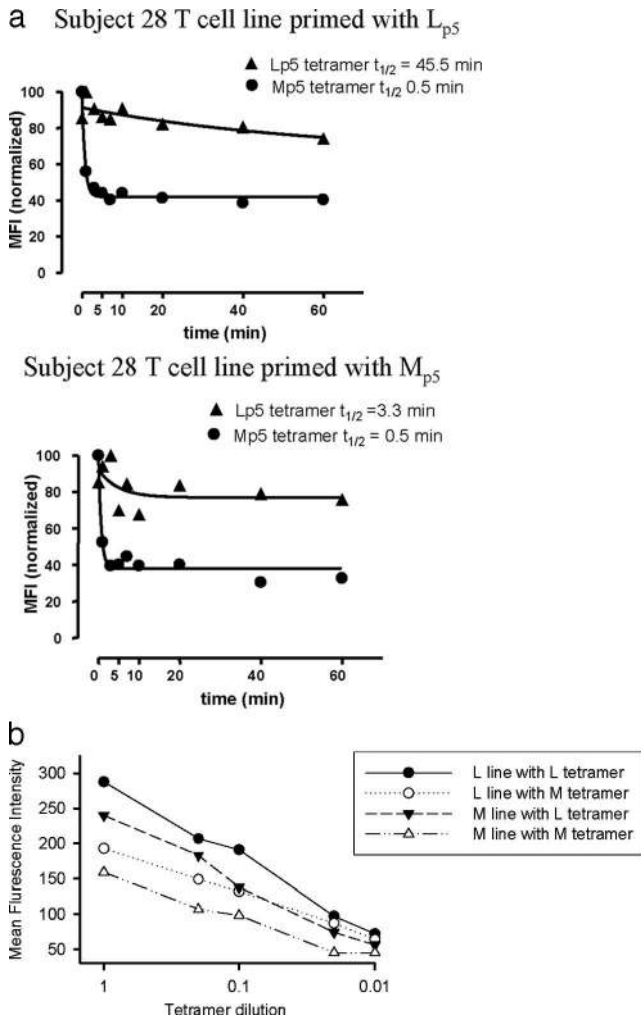 a Subject 28 T cell line primed with Lp5
Lp5 tetramer t1/2 = 45.5 min
Mp5 tetramer t1/2 0.5 min
100
80
60
40
20
0
MFI (normalized)
0 5 10 20 40 60
time (min)
Subject 28 T cell line primed with Mp5
Lp5 tetramer t1/2 =3.3 min
Mp5 tetramer t1/2 = 0.5 min
100
80
60
40
20
0
MFI (normalized)
0 5 10 20 40 60
time (min)
b
300
250
200
150
100
50
Mean Flurescence Intensity
1 0.1 0.01
Tetramer dilution
L line with L tetramer
L line with M tetramer
M line with L tetramer
M line with M tetramer